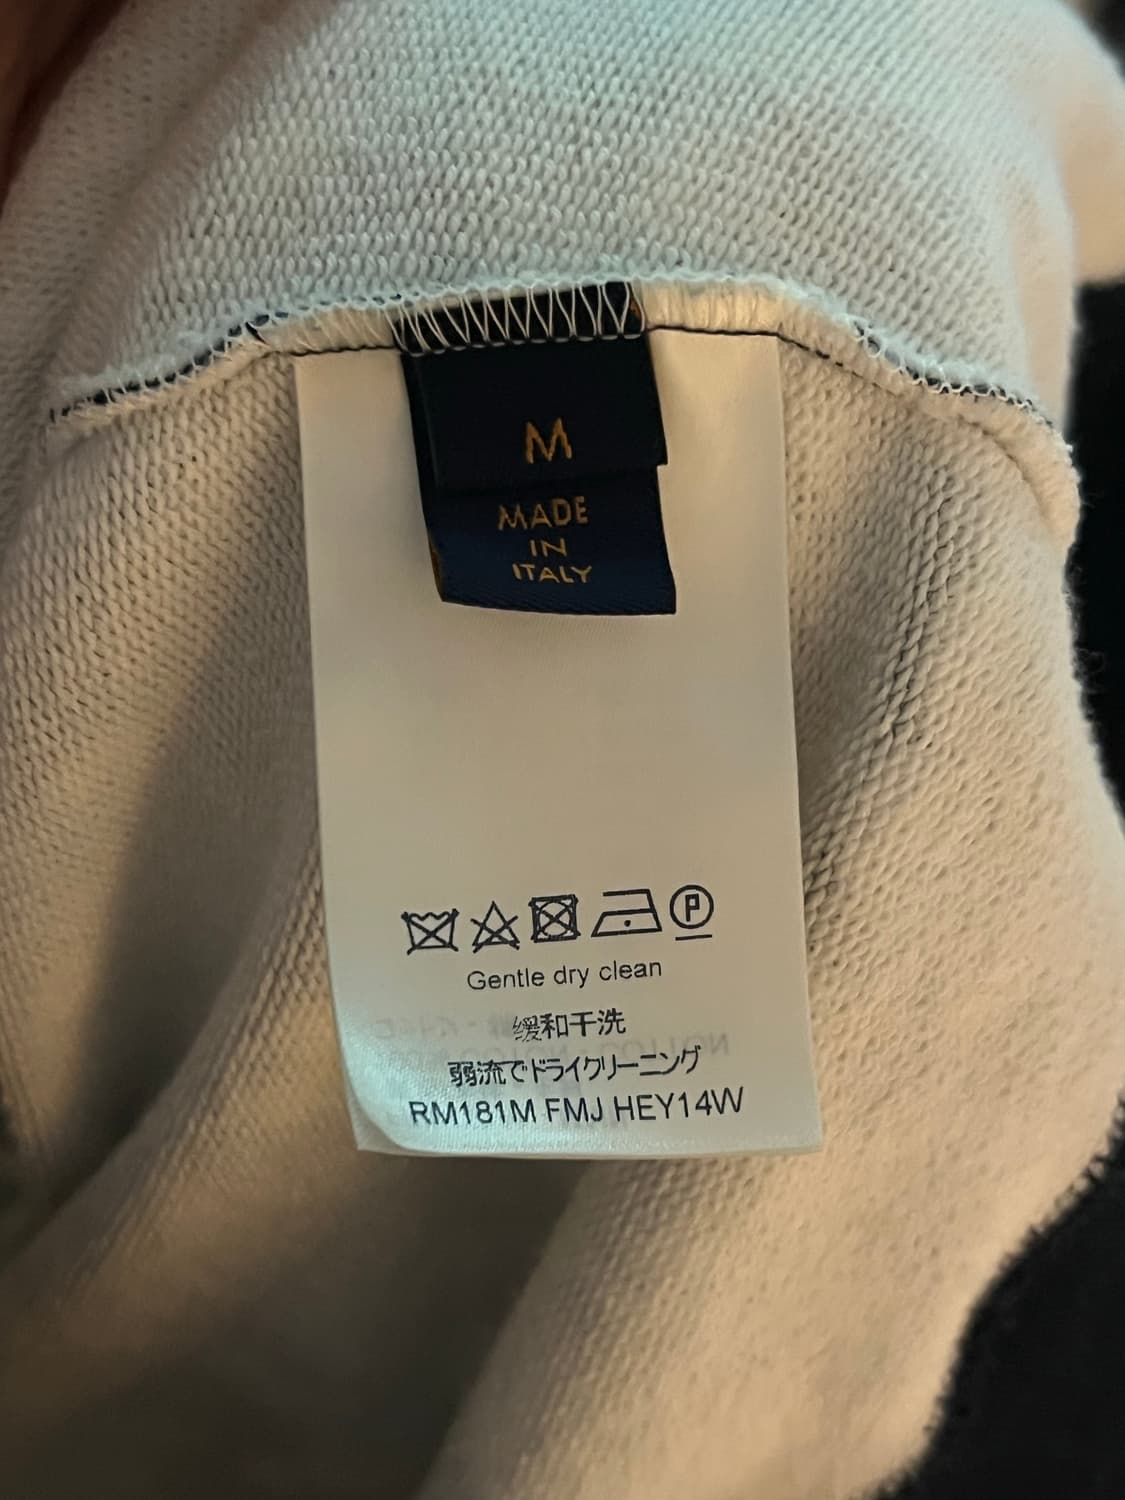 M
MADE
IN
ITALY
P
Gentle dry clean
缓和干洗
弱流でドライクリーニング
RM181M FMJ HEY14W